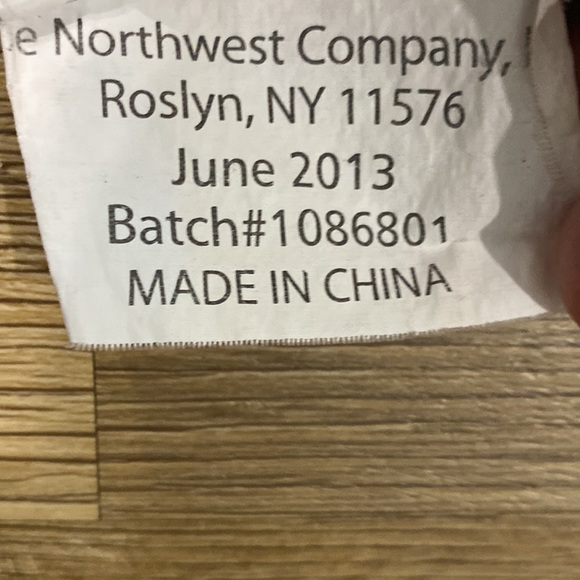 e Northwest Company,
Roslyn, NY 11576
June 2013
Batch#1086801
MADE IN CHINA